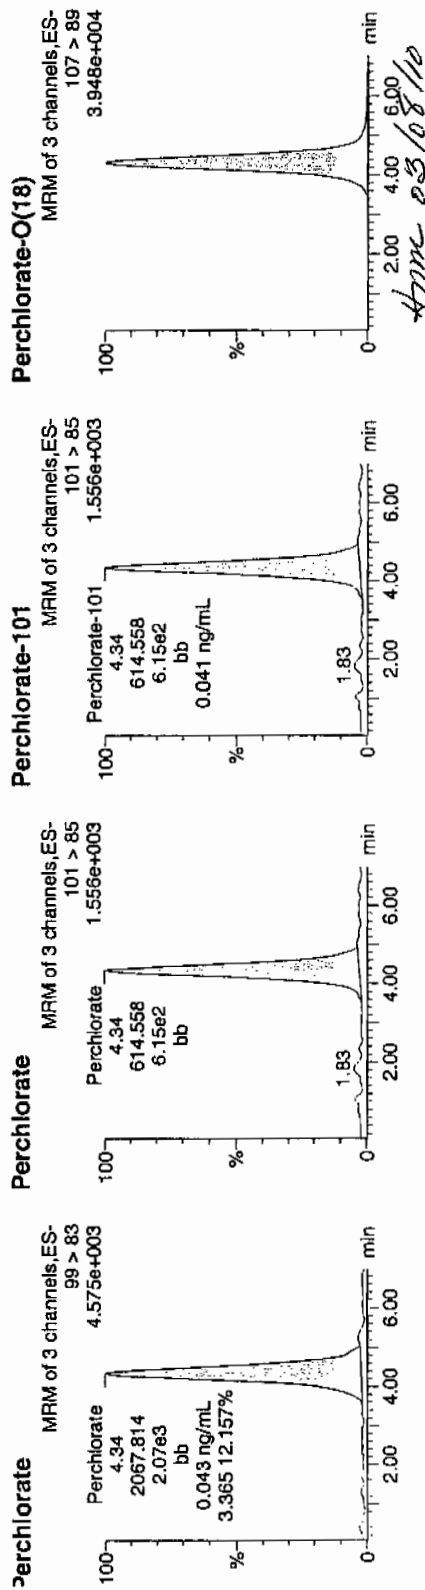 Perchlorate
MRM of 3 channels,ES-
99 > 83
4.575e+003
100
Perchlorate
4.34
2067.814
2.07e3
bb
0.043 ng/mL
3.365 12.157%
%
0
2.00
4.00
6.00
min
Perchlorate
MRM of 3 channels,ES-
101 > 85
1.556e+003
100
Perchlorate
4.34
614.558
6.15e2
bb
%
1.83
0
2.00
4.00
6.00
min
Perchlorate-101
MRM of 3 channels,ES-
101 > 85
1.556e+003
100
Perchlorate-101
4.34
614.558
6.15e2
bb
0.041 ng/mL
%
1.83
0
2.00
4.00
6.00
min
Perchlorate-O(18)
MRM of 3 channels,ES-
107 > 89
3.948e+004
100
%
0
2.00
4.00
6.00
min
03/08/10